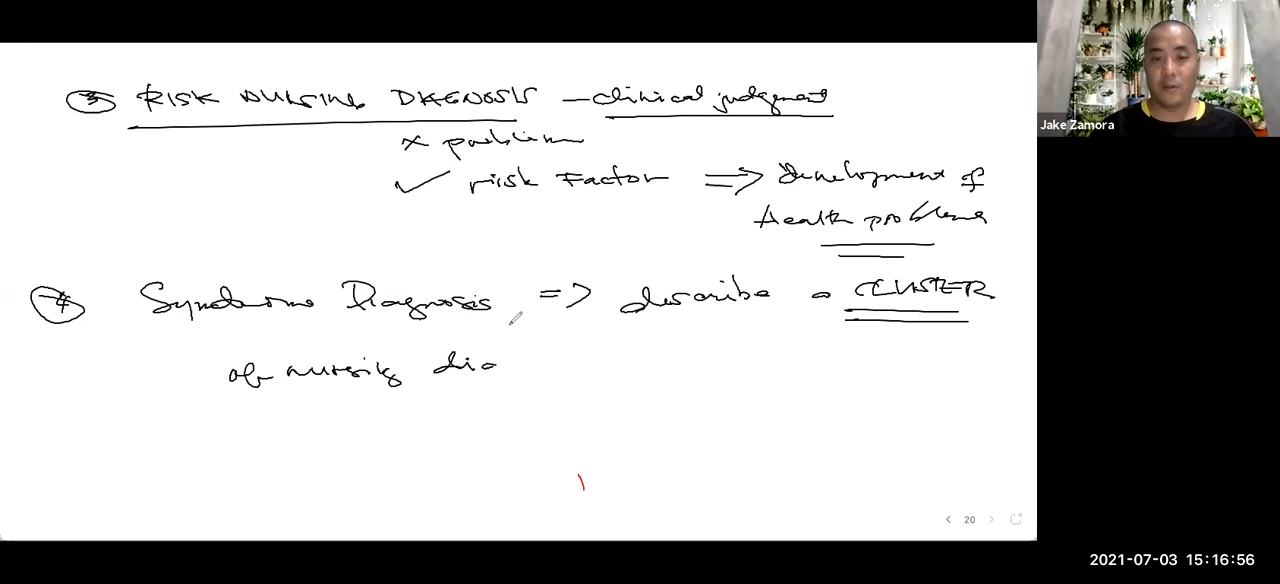 ③ RISK NURSING DIAGNOSIS – clinical judgment
x problem
✓ risk Factor => Development of
Health problems
④ Syndrome Diagnosis => describe a CLUSTER
of nursing dia
< 20 >
Jake Zamora
2021-07-03 15:16:56